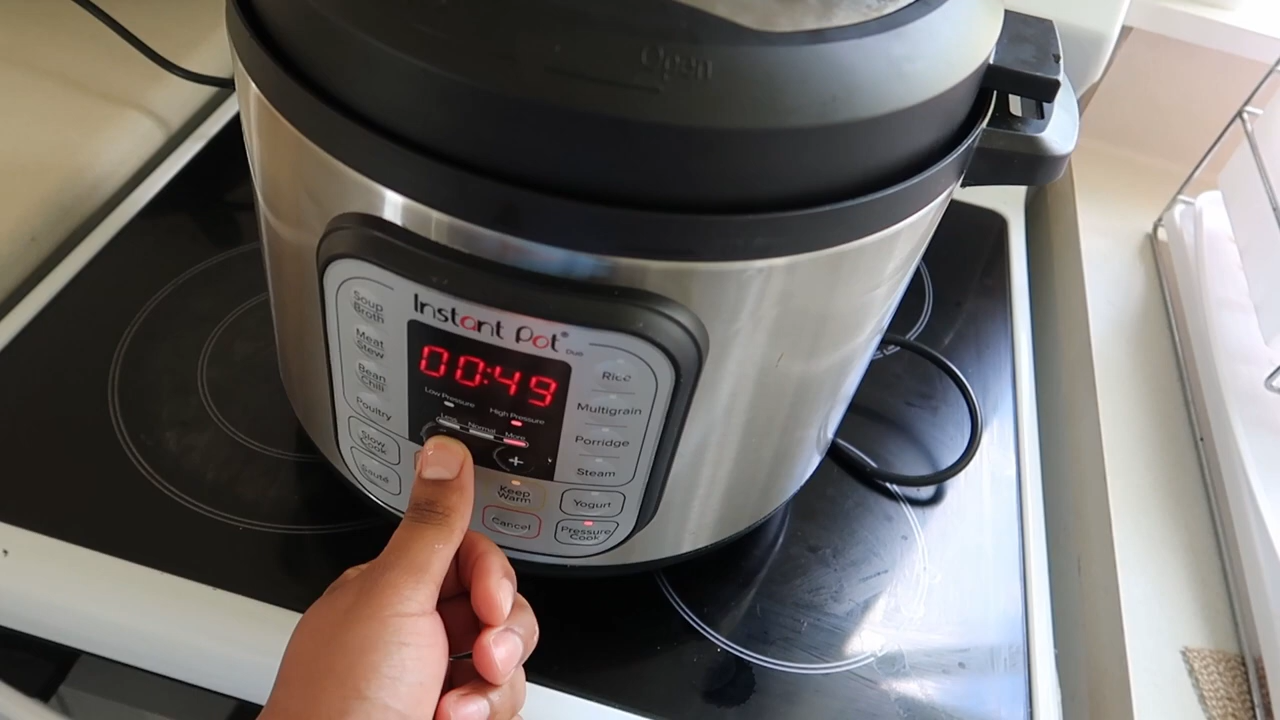 Open
Instant Pot®
Duo
00:49
Low Pressure
High Pressure
Less
Normal
More
+
Soup
Broth
Meat
Stew
Bean
Chili
Poultry
Slow
Cook
Sauté
Rice
Multigrain
Porridge
Steam
Keep
Warm
Yogurt
Cancel
Pressure
Cook